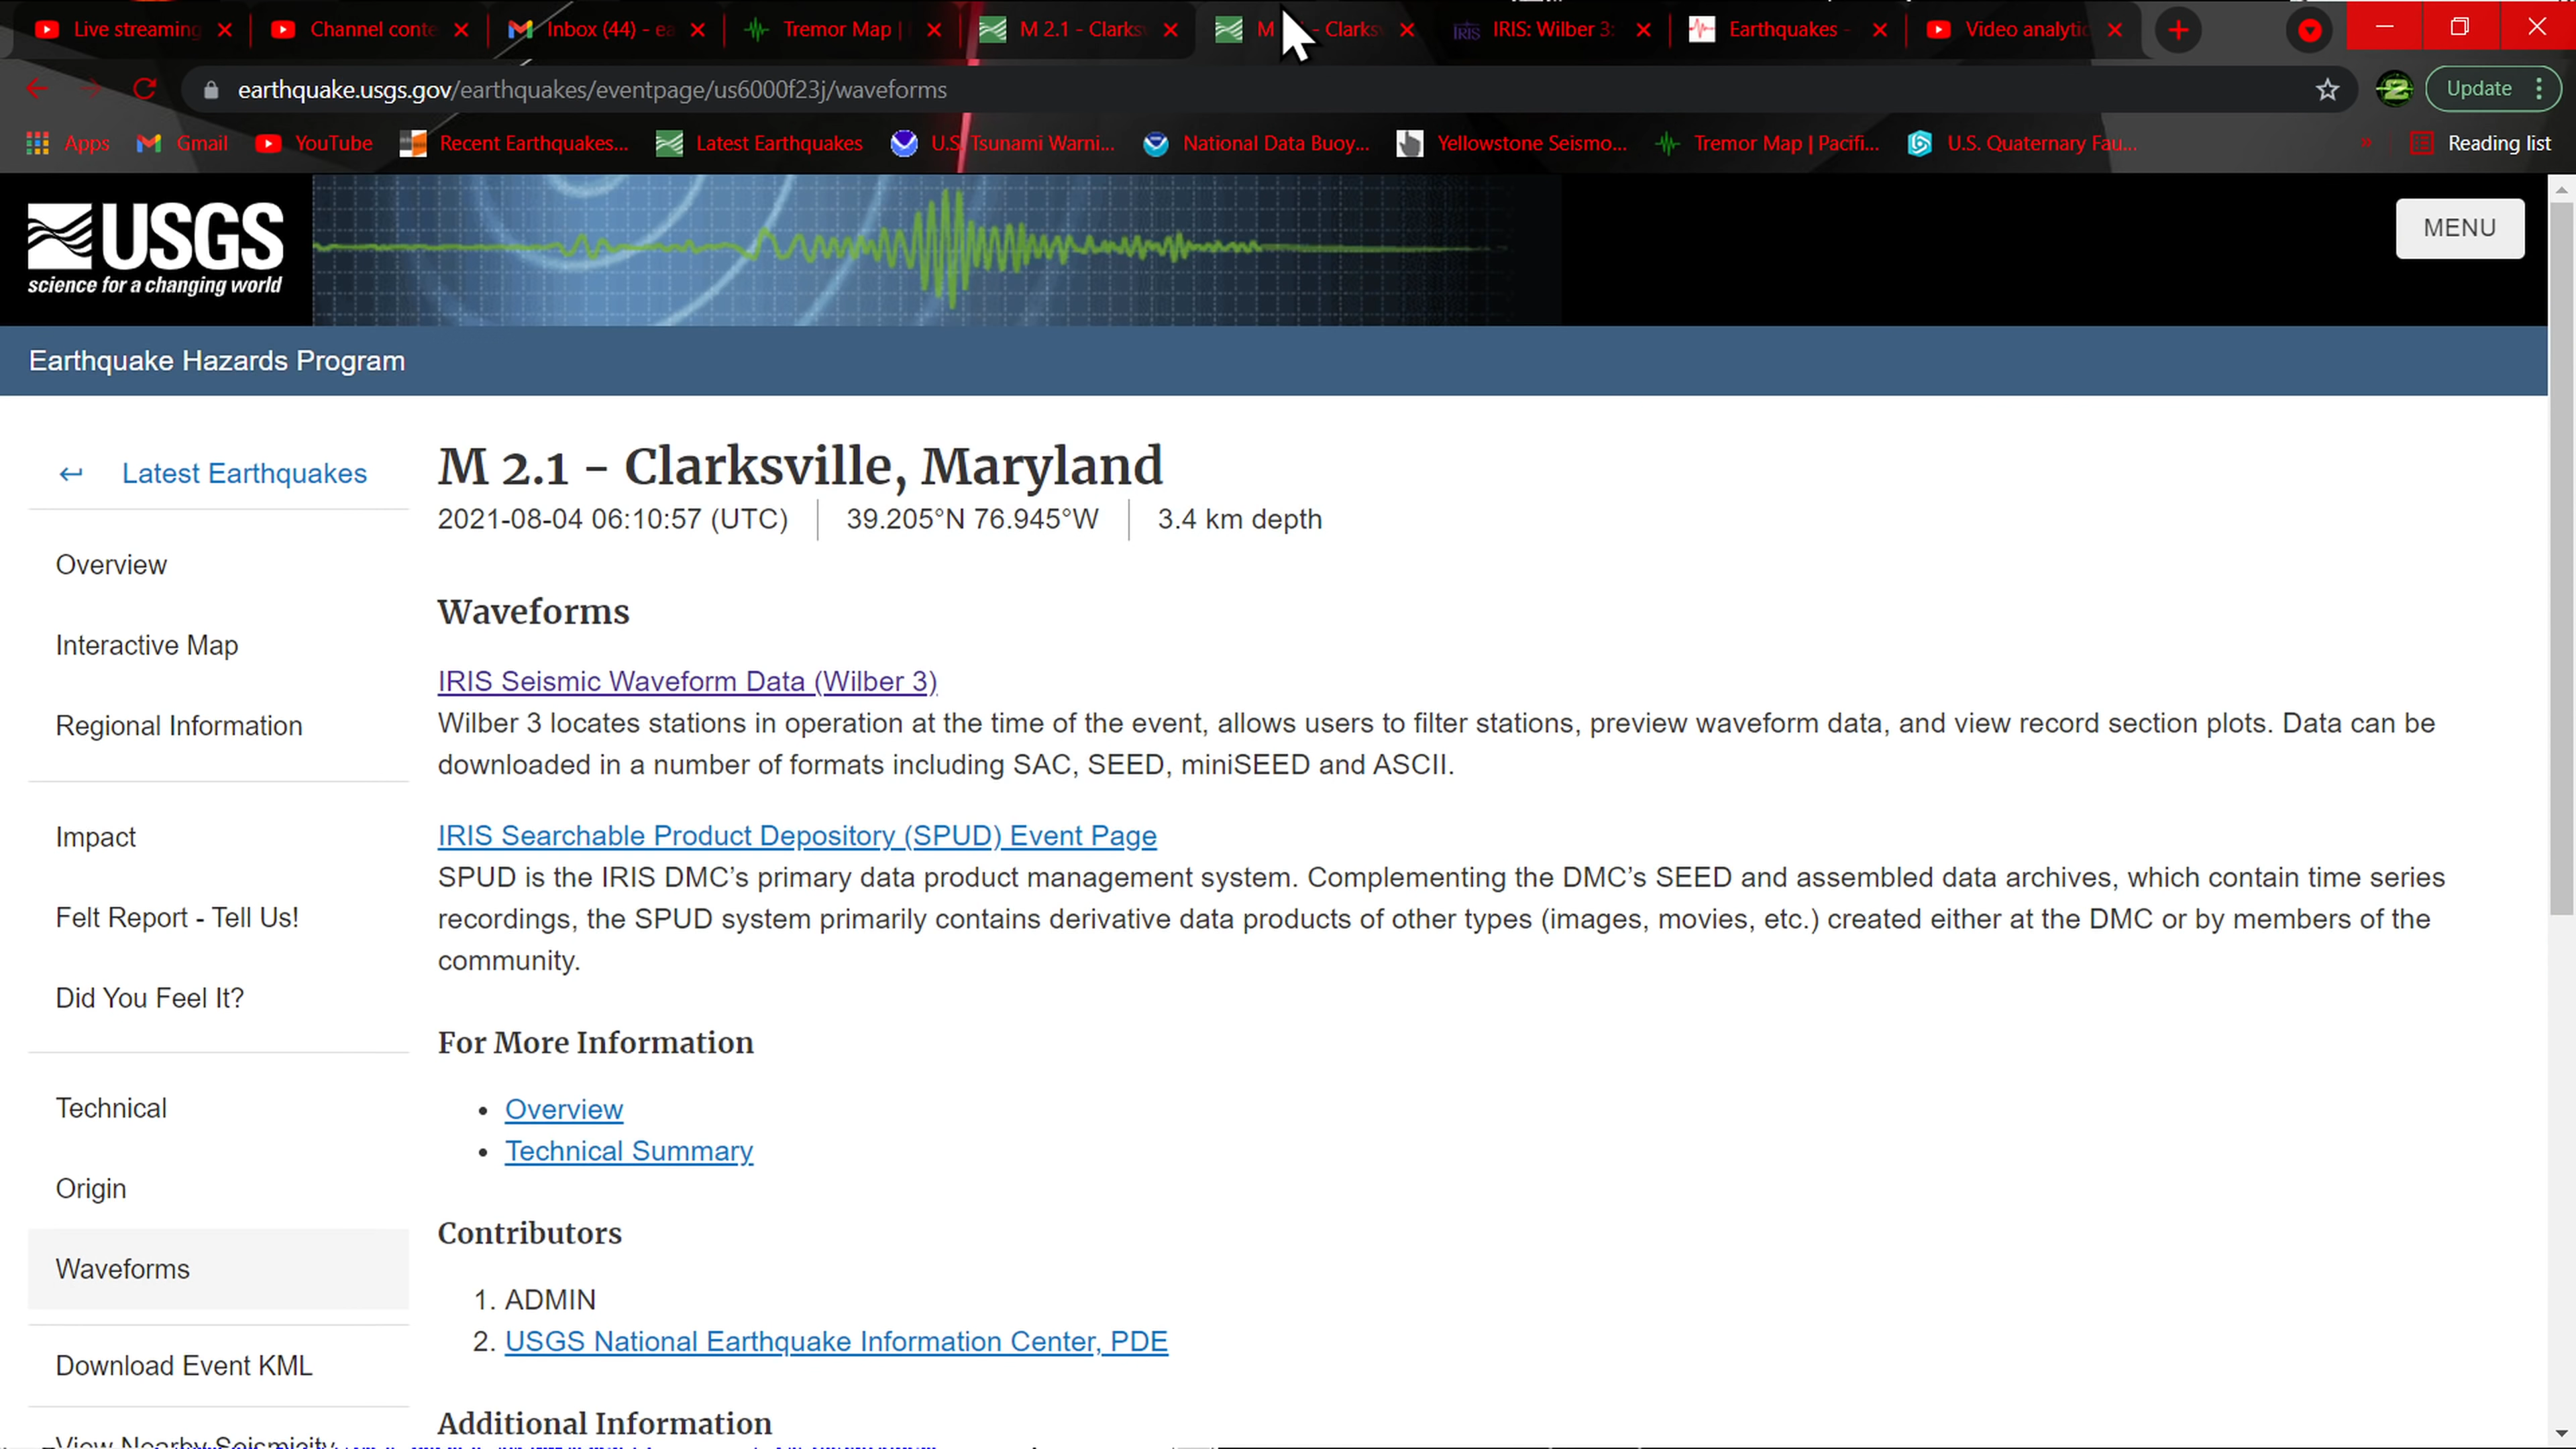 Live streaming
Channel conte
Inbox (44) - ea
Tremor Map |
M 2.1 - Clarks
M - Clarks
IRIS: Wilber 3:
Earthquakes -
Video analytic
earthquake.usgs.gov/earthquakes/eventpage/us6000f23j/waveforms
Update
Apps
Gmail
YouTube
Recent Earthquakes...
Latest Earthquakes
U.S. Tsunami Warni...
National Data Buoy...
Yellowstone Seismo...
Tremor Map | Pacifi...
U.S. Quaternary Fau...
Reading list
USGS
science for a changing world
MENU
Earthquake Hazards Program
Latest Earthquakes
Overview
Interactive Map
Regional Information
Impact
Felt Report - Tell Us!
Did You Feel It?
Technical
Origin
Waveforms
Download Event KML
View Nearby Seismicity
M 2.1 - Clarksville, Maryland
2021-08-04 06:10:57 (UTC) 39.205°N 76.945°W 3.4 km depth
Waveforms
IRIS Seismic Waveform Data (Wilber 3)
Wilber 3 locates stations in operation at the time of the event, allows users to filter stations, preview waveform data, and view record section plots. Data can be
downloaded in a number of formats including SAC, SEED, miniSEED and ASCII.
IRIS Searchable Product Depository (SPUD) Event Page
SPUD is the IRIS DMC’s primary data product management system. Complementing the DMC’s SEED and assembled data archives, which contain time series
recordings, the SPUD system primarily contains derivative data products of other types (images, movies, etc.) created either at the DMC or by members of the
community.
For More Information
• Overview
• Technical Summary
Contributors
1. ADMIN
2. USGS National Earthquake Information Center, PDE
Additional Information